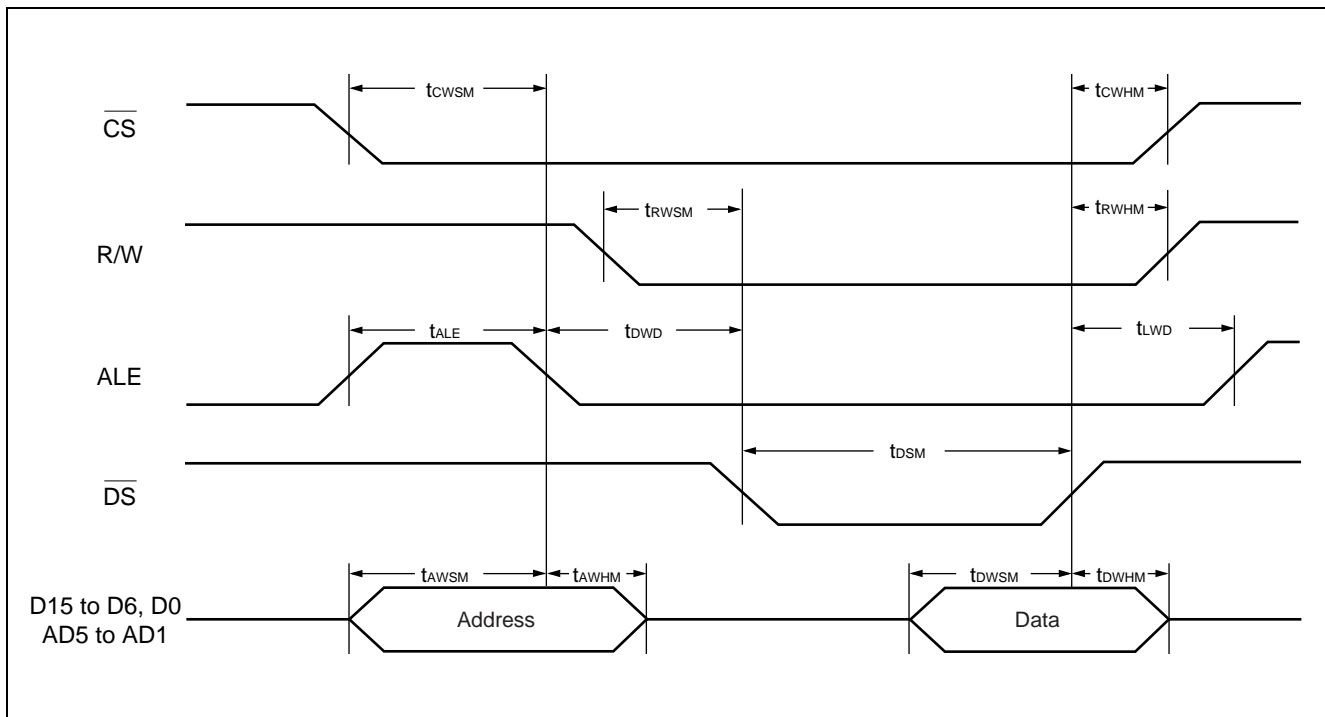 tCWSM
tCWHM
CS
tRWSM
tRWHM
R/W
tALE
tDWD
tLWD
ALE
tDSM
DS
tAWSM
tAWHM
tDWSM
tDWHM
D15 to D6, D0
AD5 to AD1
Address
Data